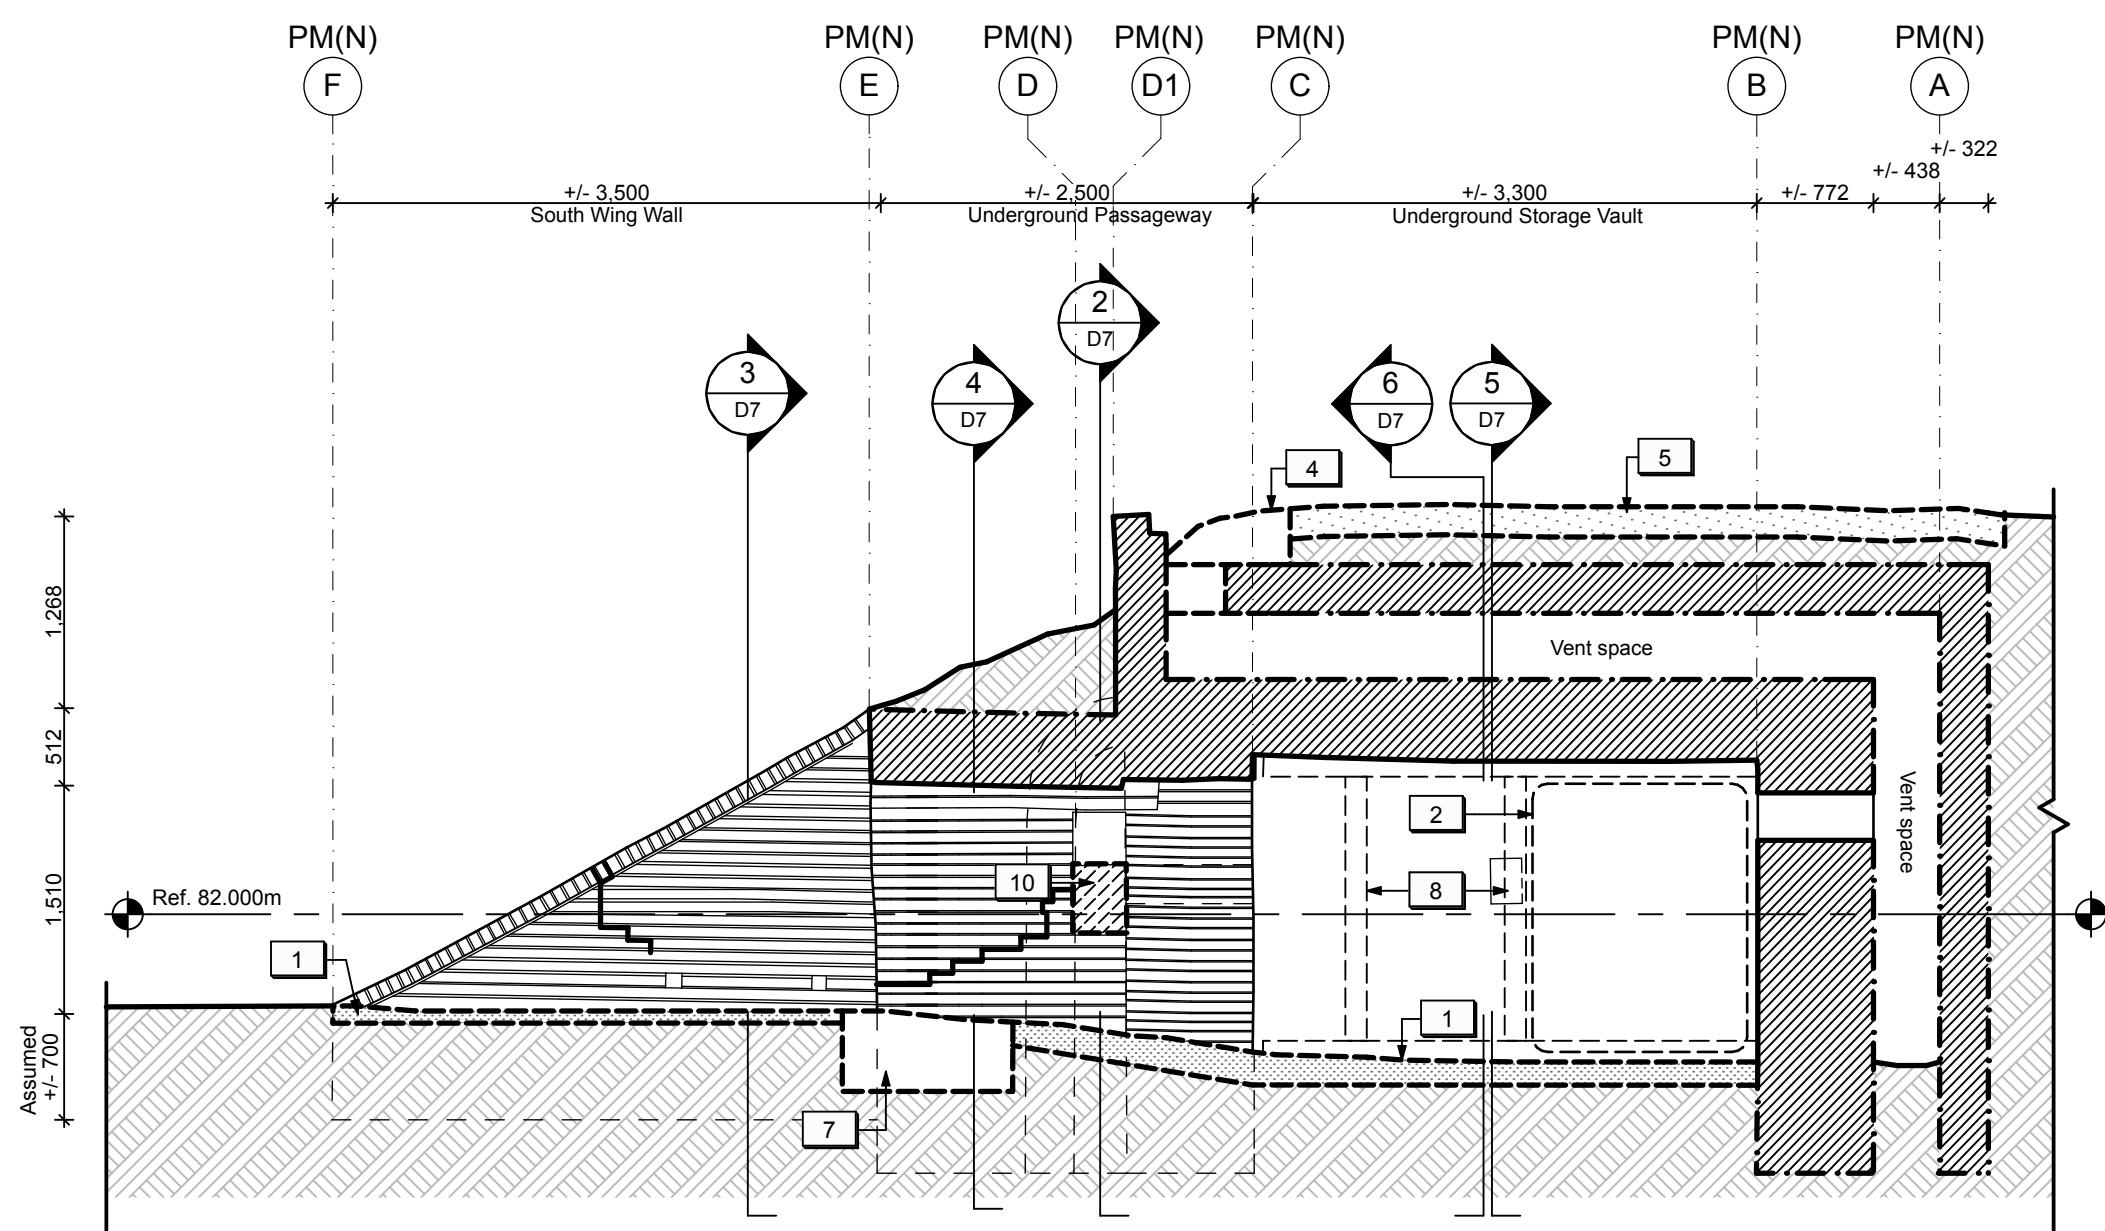 PM(N) PM(N) PM(N) PM(N) PM(N) PM(N) PM(N)
F E D D1 C B A
+/- 322
+/- 438
+/- 3,500 +/- 2,500 +/- 3,300 +/- 772
South Wing Wall Underground Passageway Underground Storage Vault
2
D7
3
D7
4
D7
6
D7
5
D7
4
5
1,268
Vent space
512
Vent space
2
10
8
1,510
Ref. 82.000m
1
1
Assumed
+/- 700
7